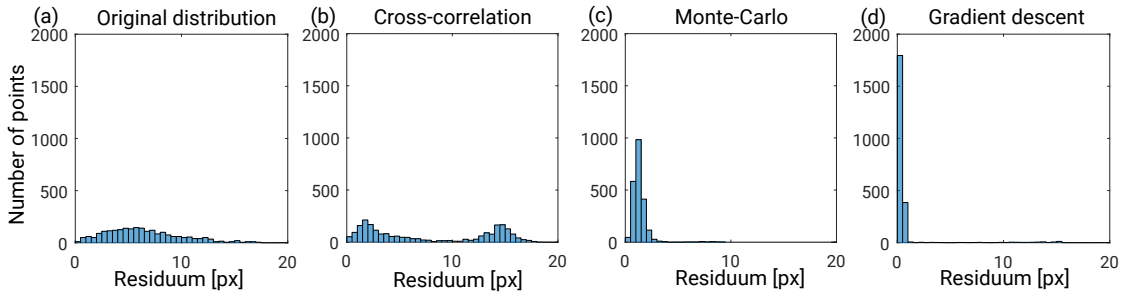 (a) Original distribution
2000
1500
1000
500
0
0 10 20
Residuum [px]
Number of points
(b) Cross-correlation
2000
1500
1000
500
0
0 10 20
Residuum [px]
(c) Monte-Carlo
2000
1500
1000
500
0
0 10 20
Residuum [px]
(d) Gradient descent
2000
1500
1000
500
0
0 10 20
Residuum [px]